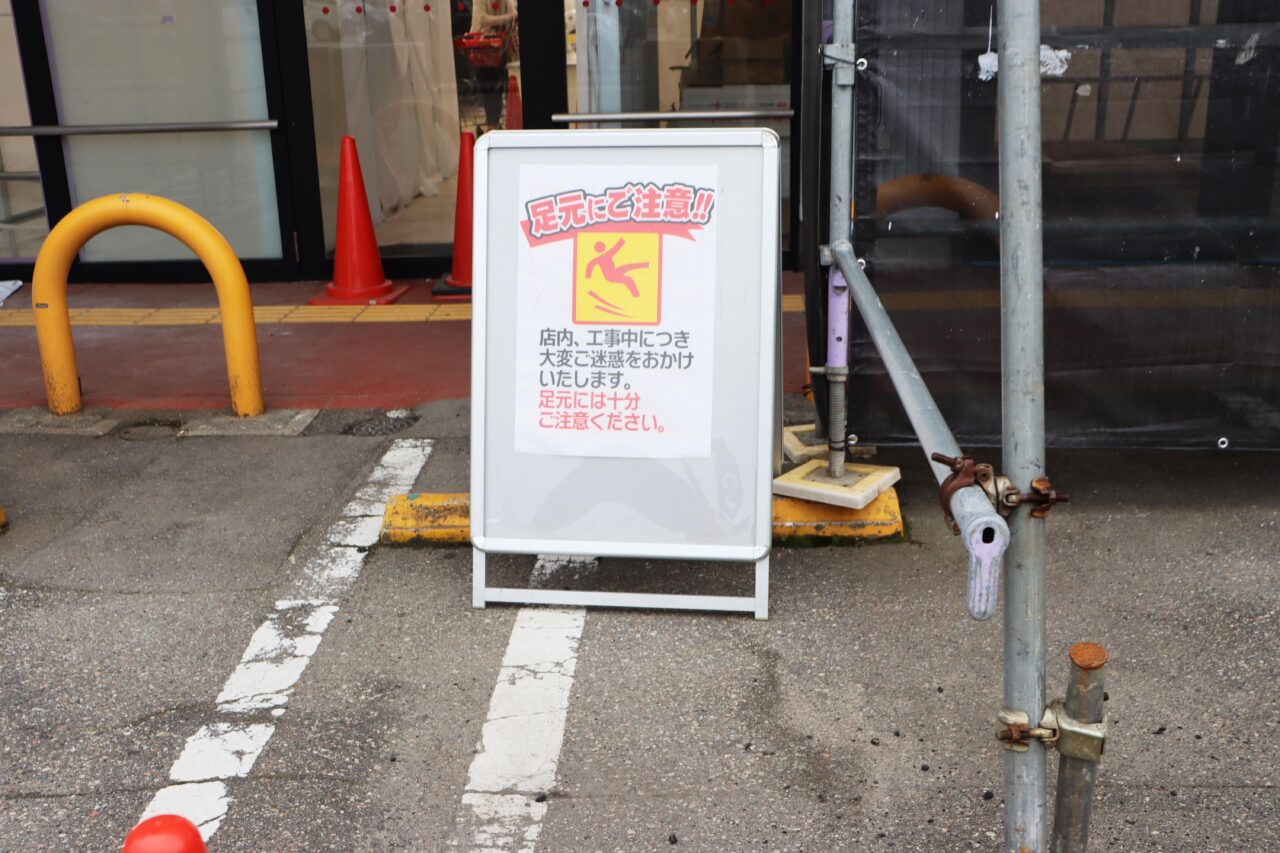 足元にご注意!!
店内、工事中につき
大変ご迷惑をおかけ
いたします。
足元には十分
ご注意ください。